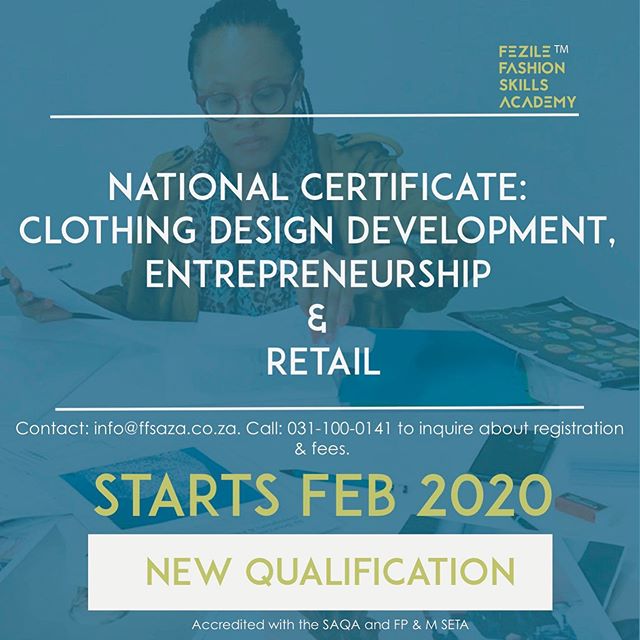 FEZILE™
FASHION
SKILLS
ACADEMY
NATIONAL CERTIFICATE:
CLOTHING DESIGN DEVELOPMENT,
ENTREPRENEURSHIP
&
RETAIL
Contact: info@ffsaza.co.za. Call: 031-100-0141 to inquire about registration
& fees.
STARTS FEB 2020
NEW QUALIFICATION
Accredited with the SAQA and FP & M SETA